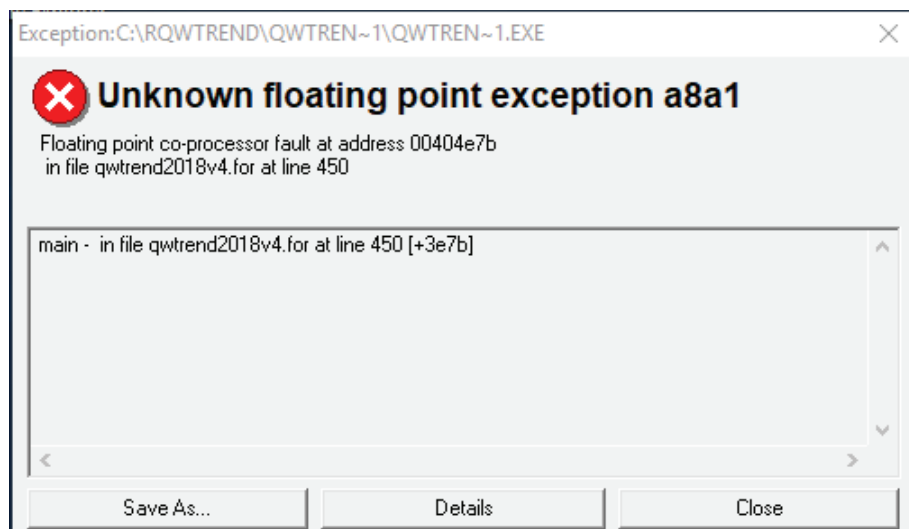 Exception:C:\RQWTREND\QWTREN~1\QWTREN~1.EXE
Unknown floating point exception a8a1
Floating point co-processor fault at address 00404e7b
in file qwtrend2018v4.for at line 450
main - in file qwtrend2018v4.for at line 450 [+3e7b]
Save As... Details Close